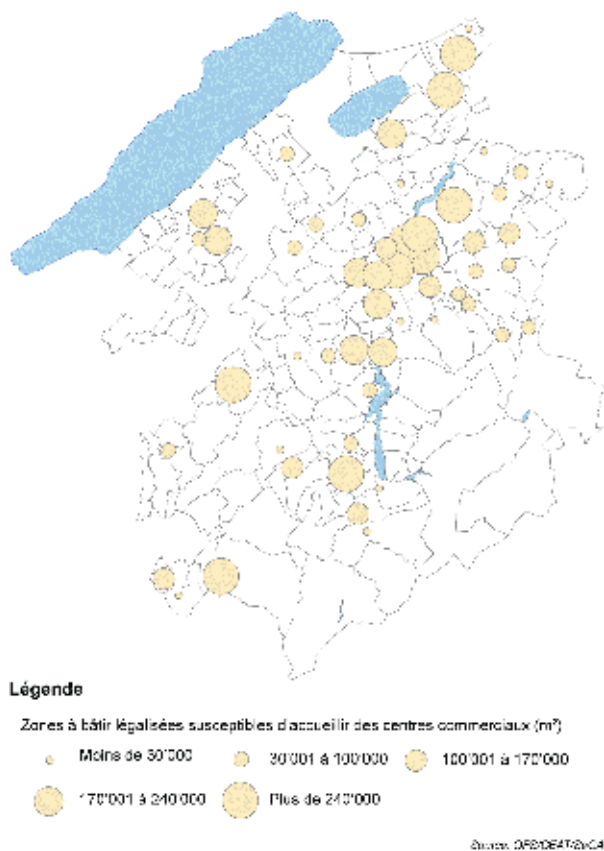 Légende
Zones à bâtir légalisées susceptibles d'accueillir des centres commerciaux (m²)
Moins de 30'000
30'001 à 100'000
100'001 à 170'000
170'001 à 240'000
Plus de 240'000
Source: